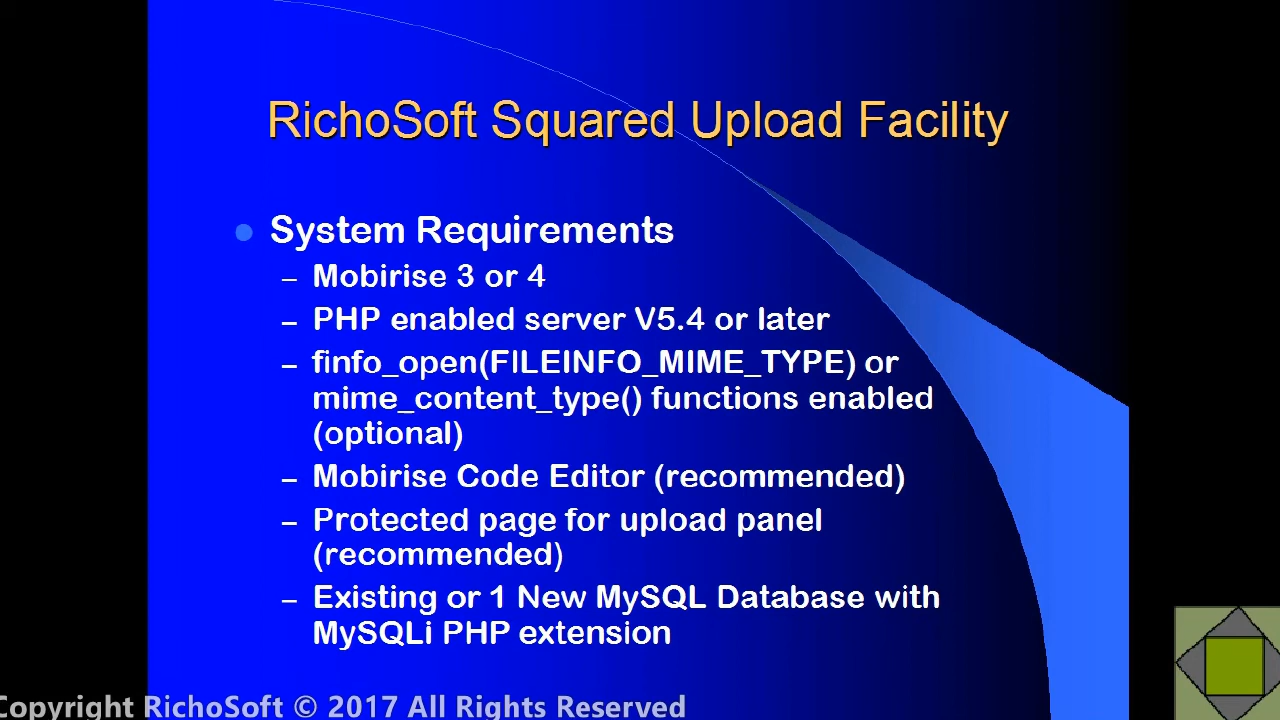 RichoSoft Squared Upload Facility
System Requirements
– Mobirise 3 or 4
– PHP enabled server V5.4 or later
– finfo_open(FILEINFO_MIME_TYPE) or
mime_content_type() functions enabled
(optional)
– Mobirise Code Editor (recommended)
– Protected page for upload panel
(recommended)
– Existing or 1 New MySQL Database with
MySQLi PHP extension
Copyright RichoSoft © 2017 All Rights Reserved